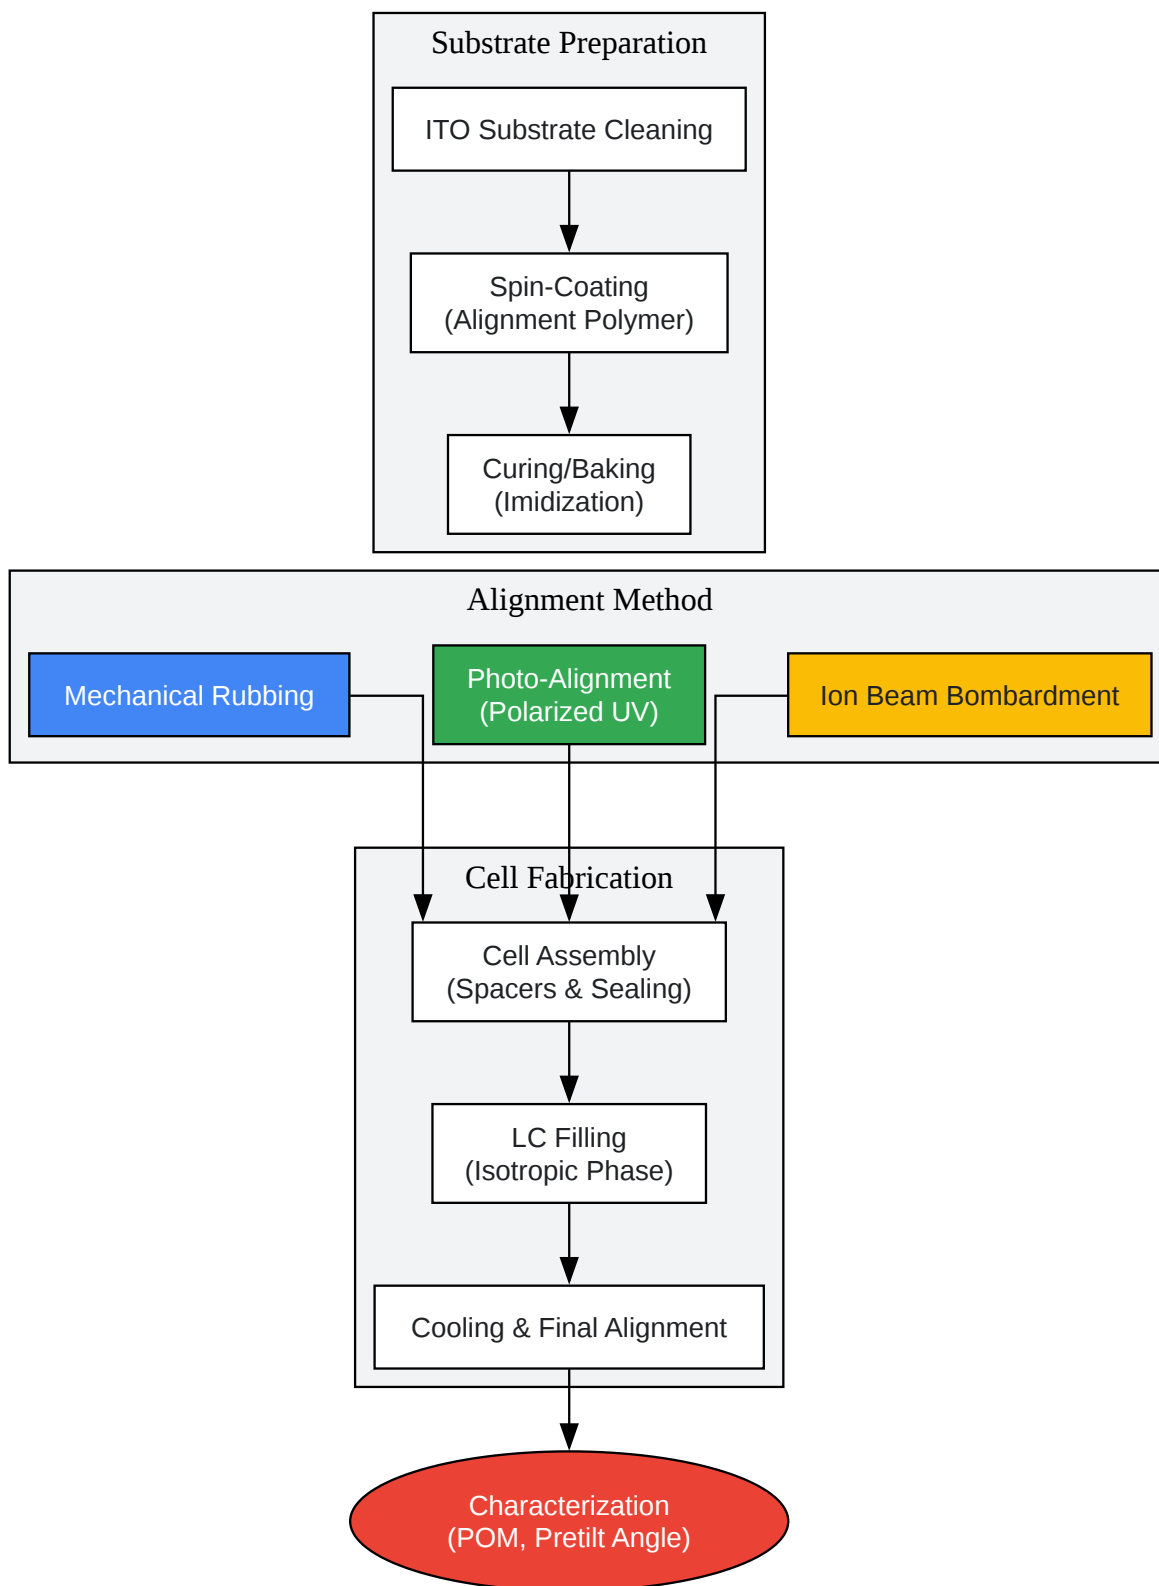 Substrate Preparation
ITO Substrate Cleaning
Spin-Coating
(Alignment Polymer)
Curing/Baking
(Imidization)
Alignment Method
Mechanical Rubbing
Photo-Alignment
(Polarized UV)
Ion Beam Bombardment
Cell Fabrication
Cell Assembly
(Spacers & Sealing)
LC Filling
(Isotropic Phase)
Cooling & Final Alignment
Characterization
(POM, Pretilt Angle)